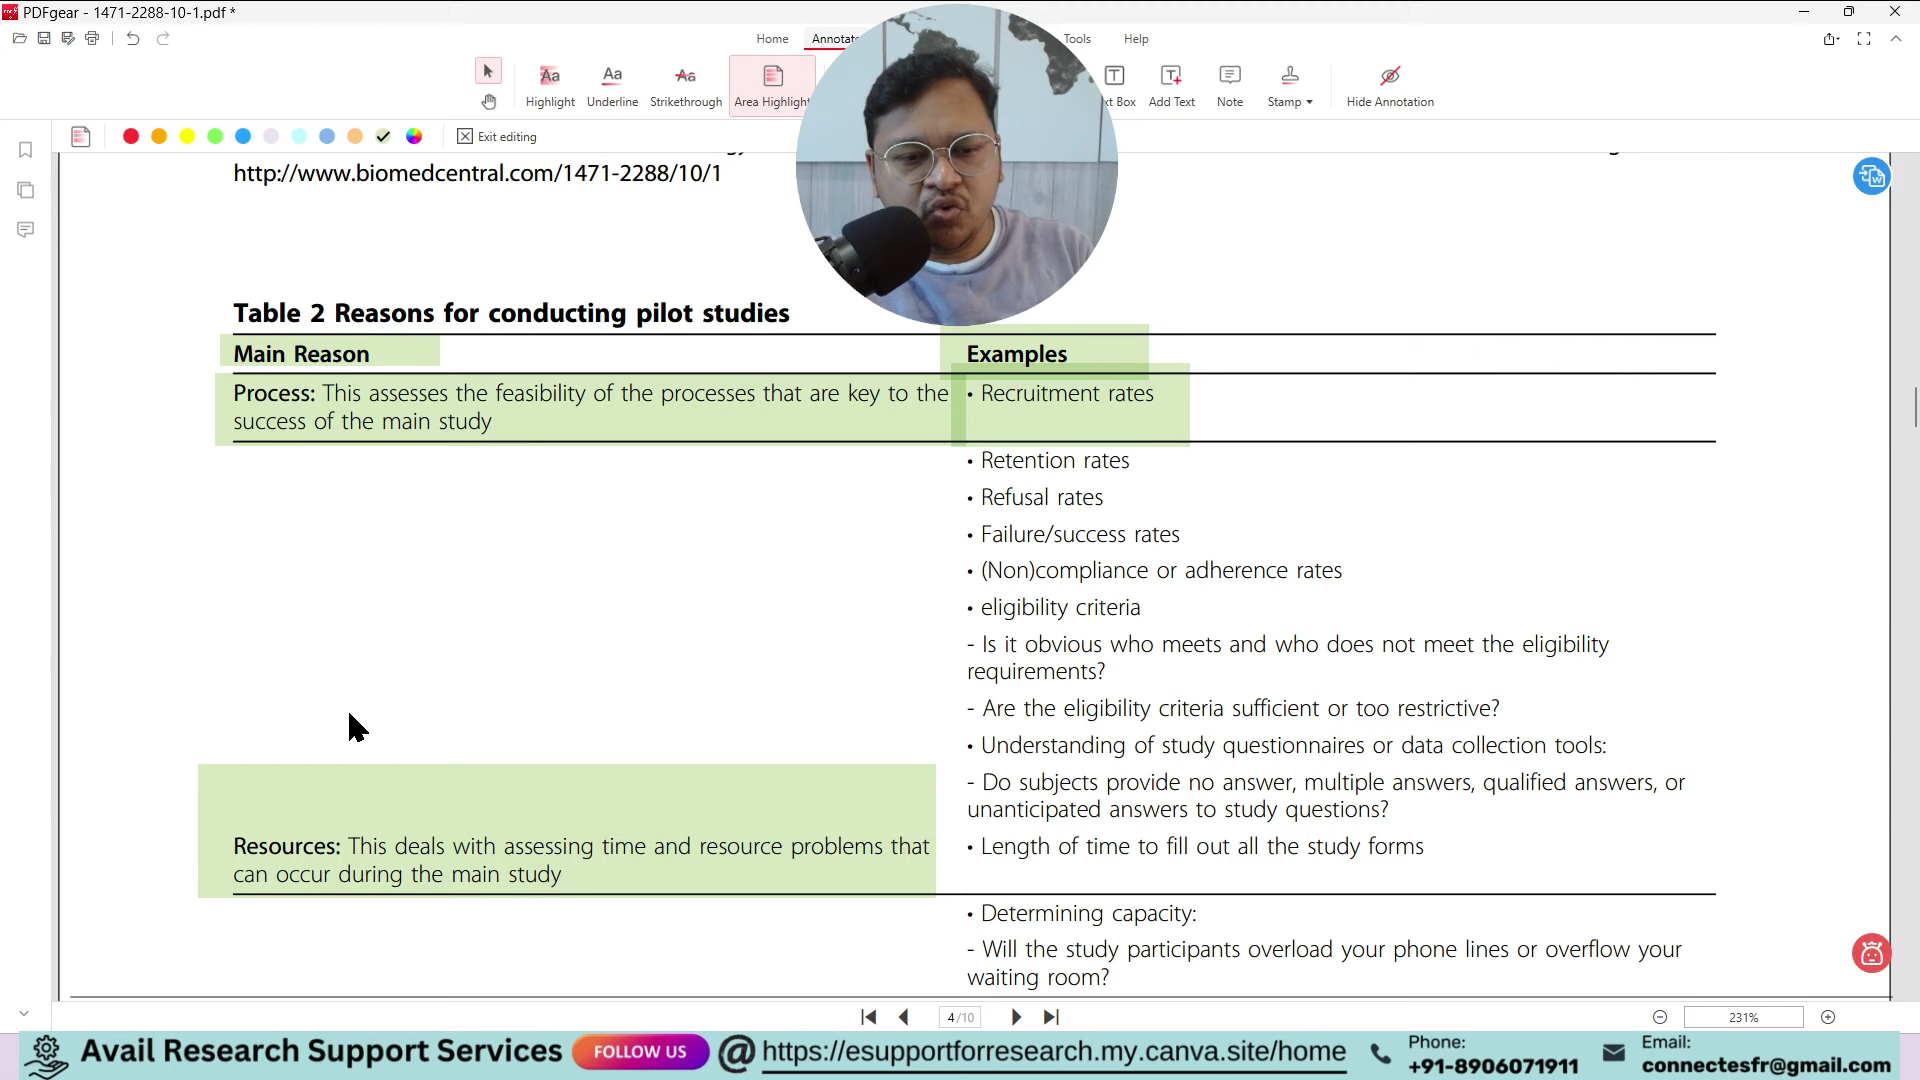 PDFgear - 1471-2288-10-1.pdf *
Home
Tools
Help
Highlight
Underline
Strikethrough
Area Highlight
Add Text
Note
Stamp
Hide Annotation
Exit editing
http://www.biomedcentral.com/1471-2288/10/1
Table 2 Reasons for conducting pilot studies
Main Reason
Examples
Process: This assesses the feasibility of the processes that are key to the
success of the main study
• Recruitment rates
• Retention rates
• Refusal rates
• Failure/success rates
• (Non)compliance or adherence rates
• eligibility criteria
- Is it obvious who meets and who does not meet the eligibility
requirements?
- Are the eligibility criteria sufficient or too restrictive?
• Understanding of study questionnaires or data collection tools:
- Do subjects provide no answer, multiple answers, qualified answers, or
unanticipated answers to study questions?
Resources: This deals with assessing time and resource problems that
can occur during the main study
• Length of time to fill out all the study forms
• Determining capacity:
- Will the study participants overload your phone lines or overflow your
waiting room?
4 /10
231%
Avail Research Support Services
FOLLOW US
@ https://esupportforresearch.my.canva.site/home
Phone:
+91-8906071911
Email:
connectesfr@gmail.com